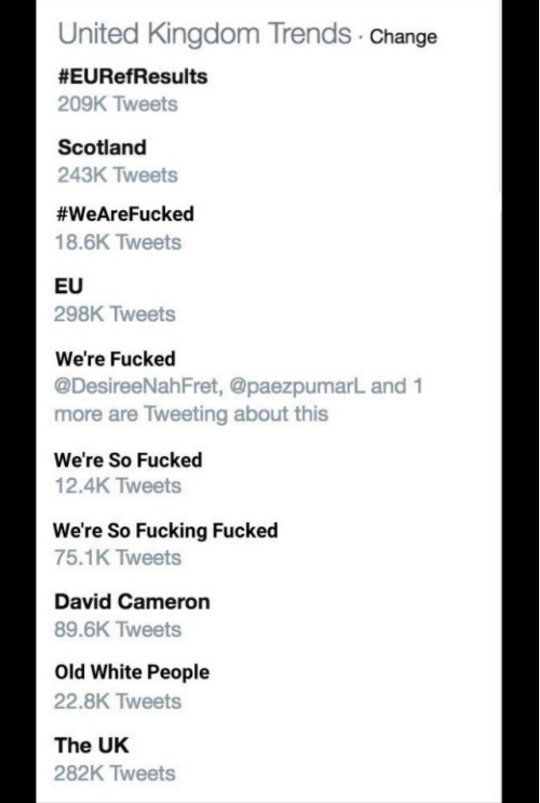 United Kingdom Trends · Change
#EURefResults
209K Tweets
Scotland
243K Tweets
#WeAreFucked
18.6K Tweets
EU
298K Tweets
We're Fucked
@DesireeNahFret, @paezpumarL and 1
more are Tweeting about this
We're So Fucked
12.4K Tweets
We're So Fucking Fucked
75.1K Tweets
David Cameron
89.6K Tweets
Old White People
22.8K Tweets
The UK
282K Tweets